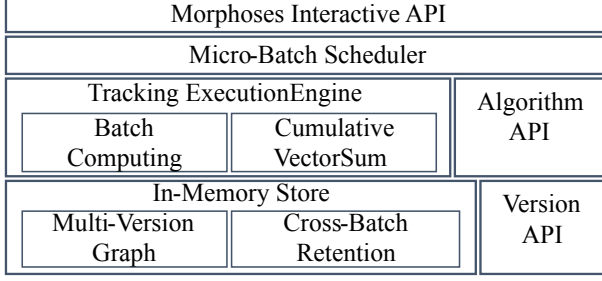 Morphoses Interactive API
Micro-Batch Scheduler
Tracking ExecutionEngine
Batch
Computing
Cumulative
VectorSum
Algorithm
API
In-Memory Store
Multi-Version
Graph
Cross-Batch
Retention
Version
API